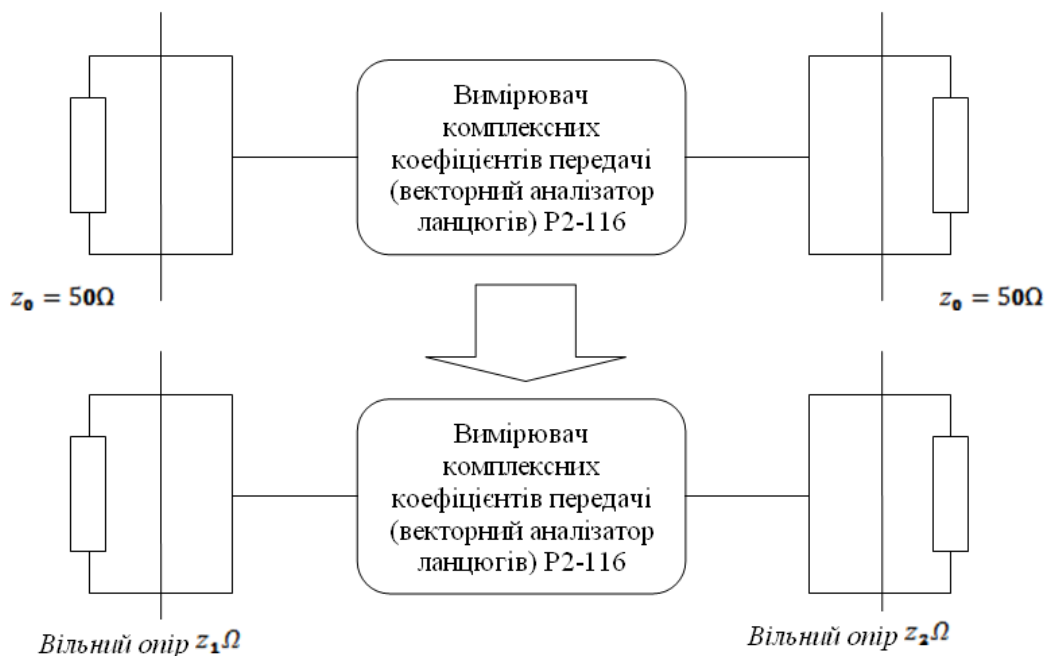 Вимірювач
комплексних
коефіцієнтів передачі
(векторний аналізатор
ланцюгів) Р2-116
z₀ = 50Ω
z₀ = 50Ω
Вимірювач
комплексних
коефіцієнтів передачі
(векторний аналізатор
ланцюгів) Р2-116
Вільний опір z₁Ω
Вільний опір z₂Ω